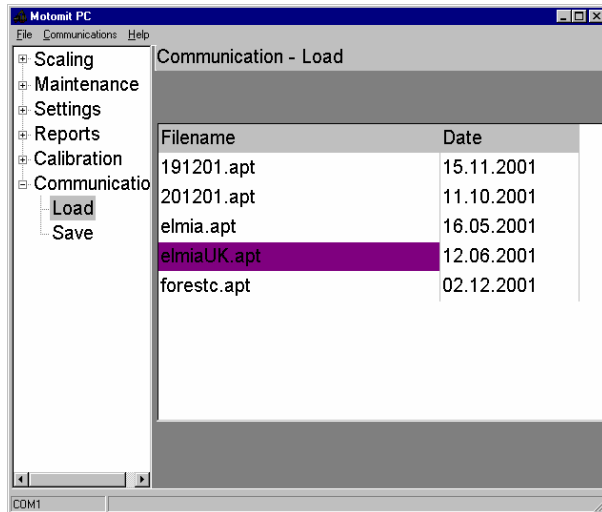 Motomit PC
File Communications Help
Scaling
Maintenance
Settings
Reports
Calibration
Communicatio
Load
Save
Communication - Load
Filename Date
191201.apt 15.11.2001
201201.apt 11.10.2001
elmia.apt 16.05.2001
elmiaUK.apt 12.06.2001
forestc.apt 02.12.2001
COM1